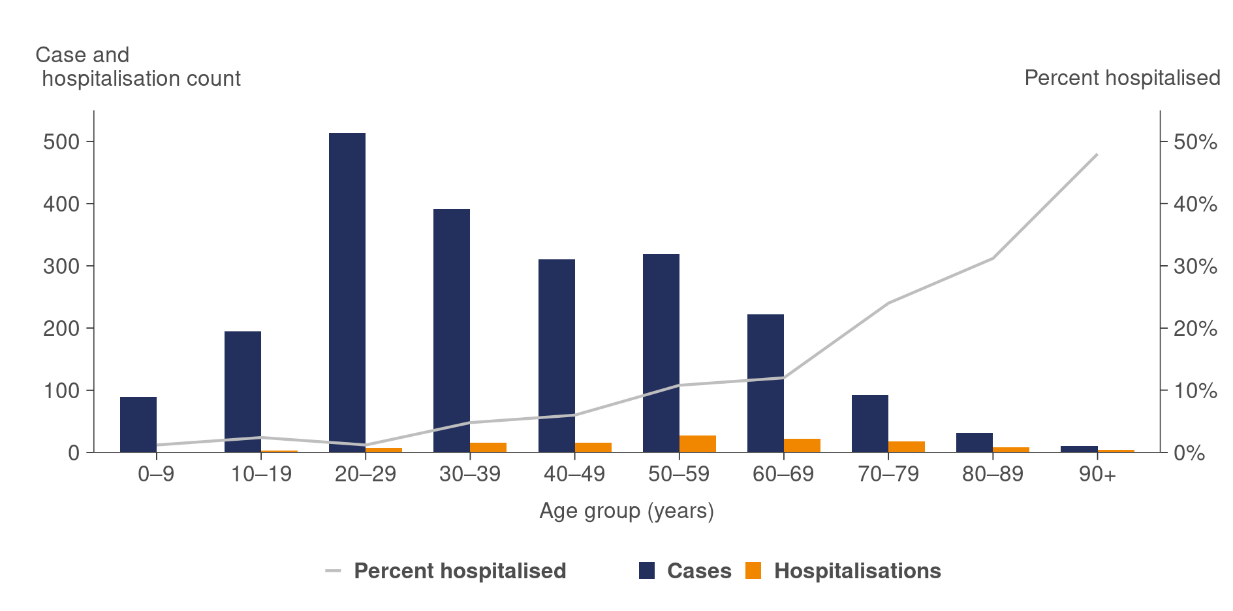 Case and
hospitalisation count
Percent hospitalised
500
400
300
200
100
0
50%
40%
30%
20%
10%
0%
0–9 10–19 20–29 30–39 40–49 50–59 60–69 70–79 80–89 90+
Age group (years)
Percent hospitalised Cases Hospitalisations